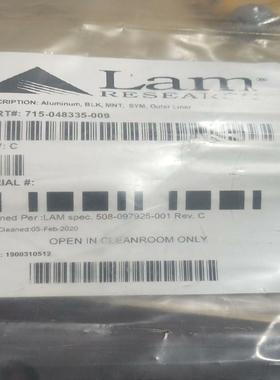 Lam®
RESEARCH
CRIPTION: Aluminum, BLK, MNT, SYM, Outer Liner
RT#: 715-048335-009
: C
IAL #:
ned Per :LAM spec. 508-097925-001 Rev. C
Cleaned:05-Feb-2020
OPEN IN CLEANROOM ONLY
: 1900310512